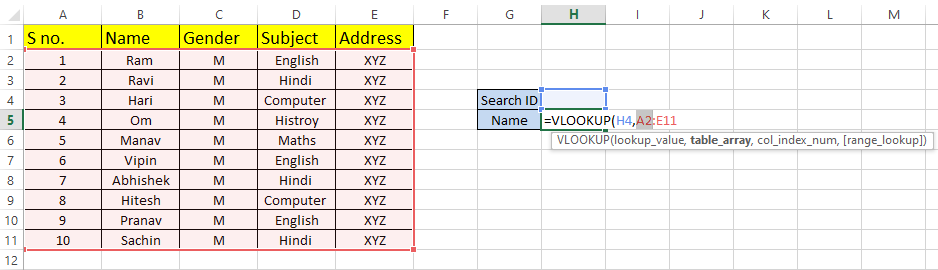 A B C D E F G H I J K L M
1 S no. Name Gender Subject Address
2 1 Ram M English XYZ
3 2 Ravi M Hindi XYZ
4 3 Hari M Computer XYZ Search ID
5 4 Om M Histroy XYZ Name =VLOOKUP(H4,A2:E11
6 5 Manav M Maths XYZ VLOOKUP(lookup_value, table_array, col_index_num, [range_lookup])
7 6 Vipin M English XYZ
8 7 Abhishek M Hindi XYZ
9 8 Hitesh M Computer XYZ
10 9 Pranav M English XYZ
11 10 Sachin M Hindi XYZ
12